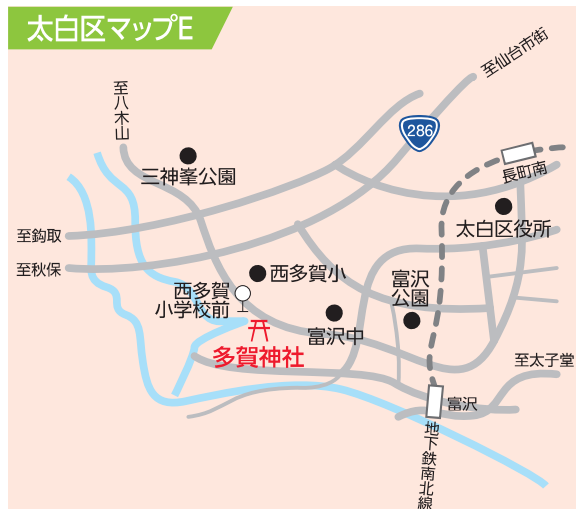 太白区マップE
至仙台市街
至八木山
286
三神峯公園
長町南
至鈎取
太白区役所
至秋保
西多賀小
富沢
公園
西多賀
小学校前
富沢中
多賀神社
至太子堂
富沢
地下鉄南北線